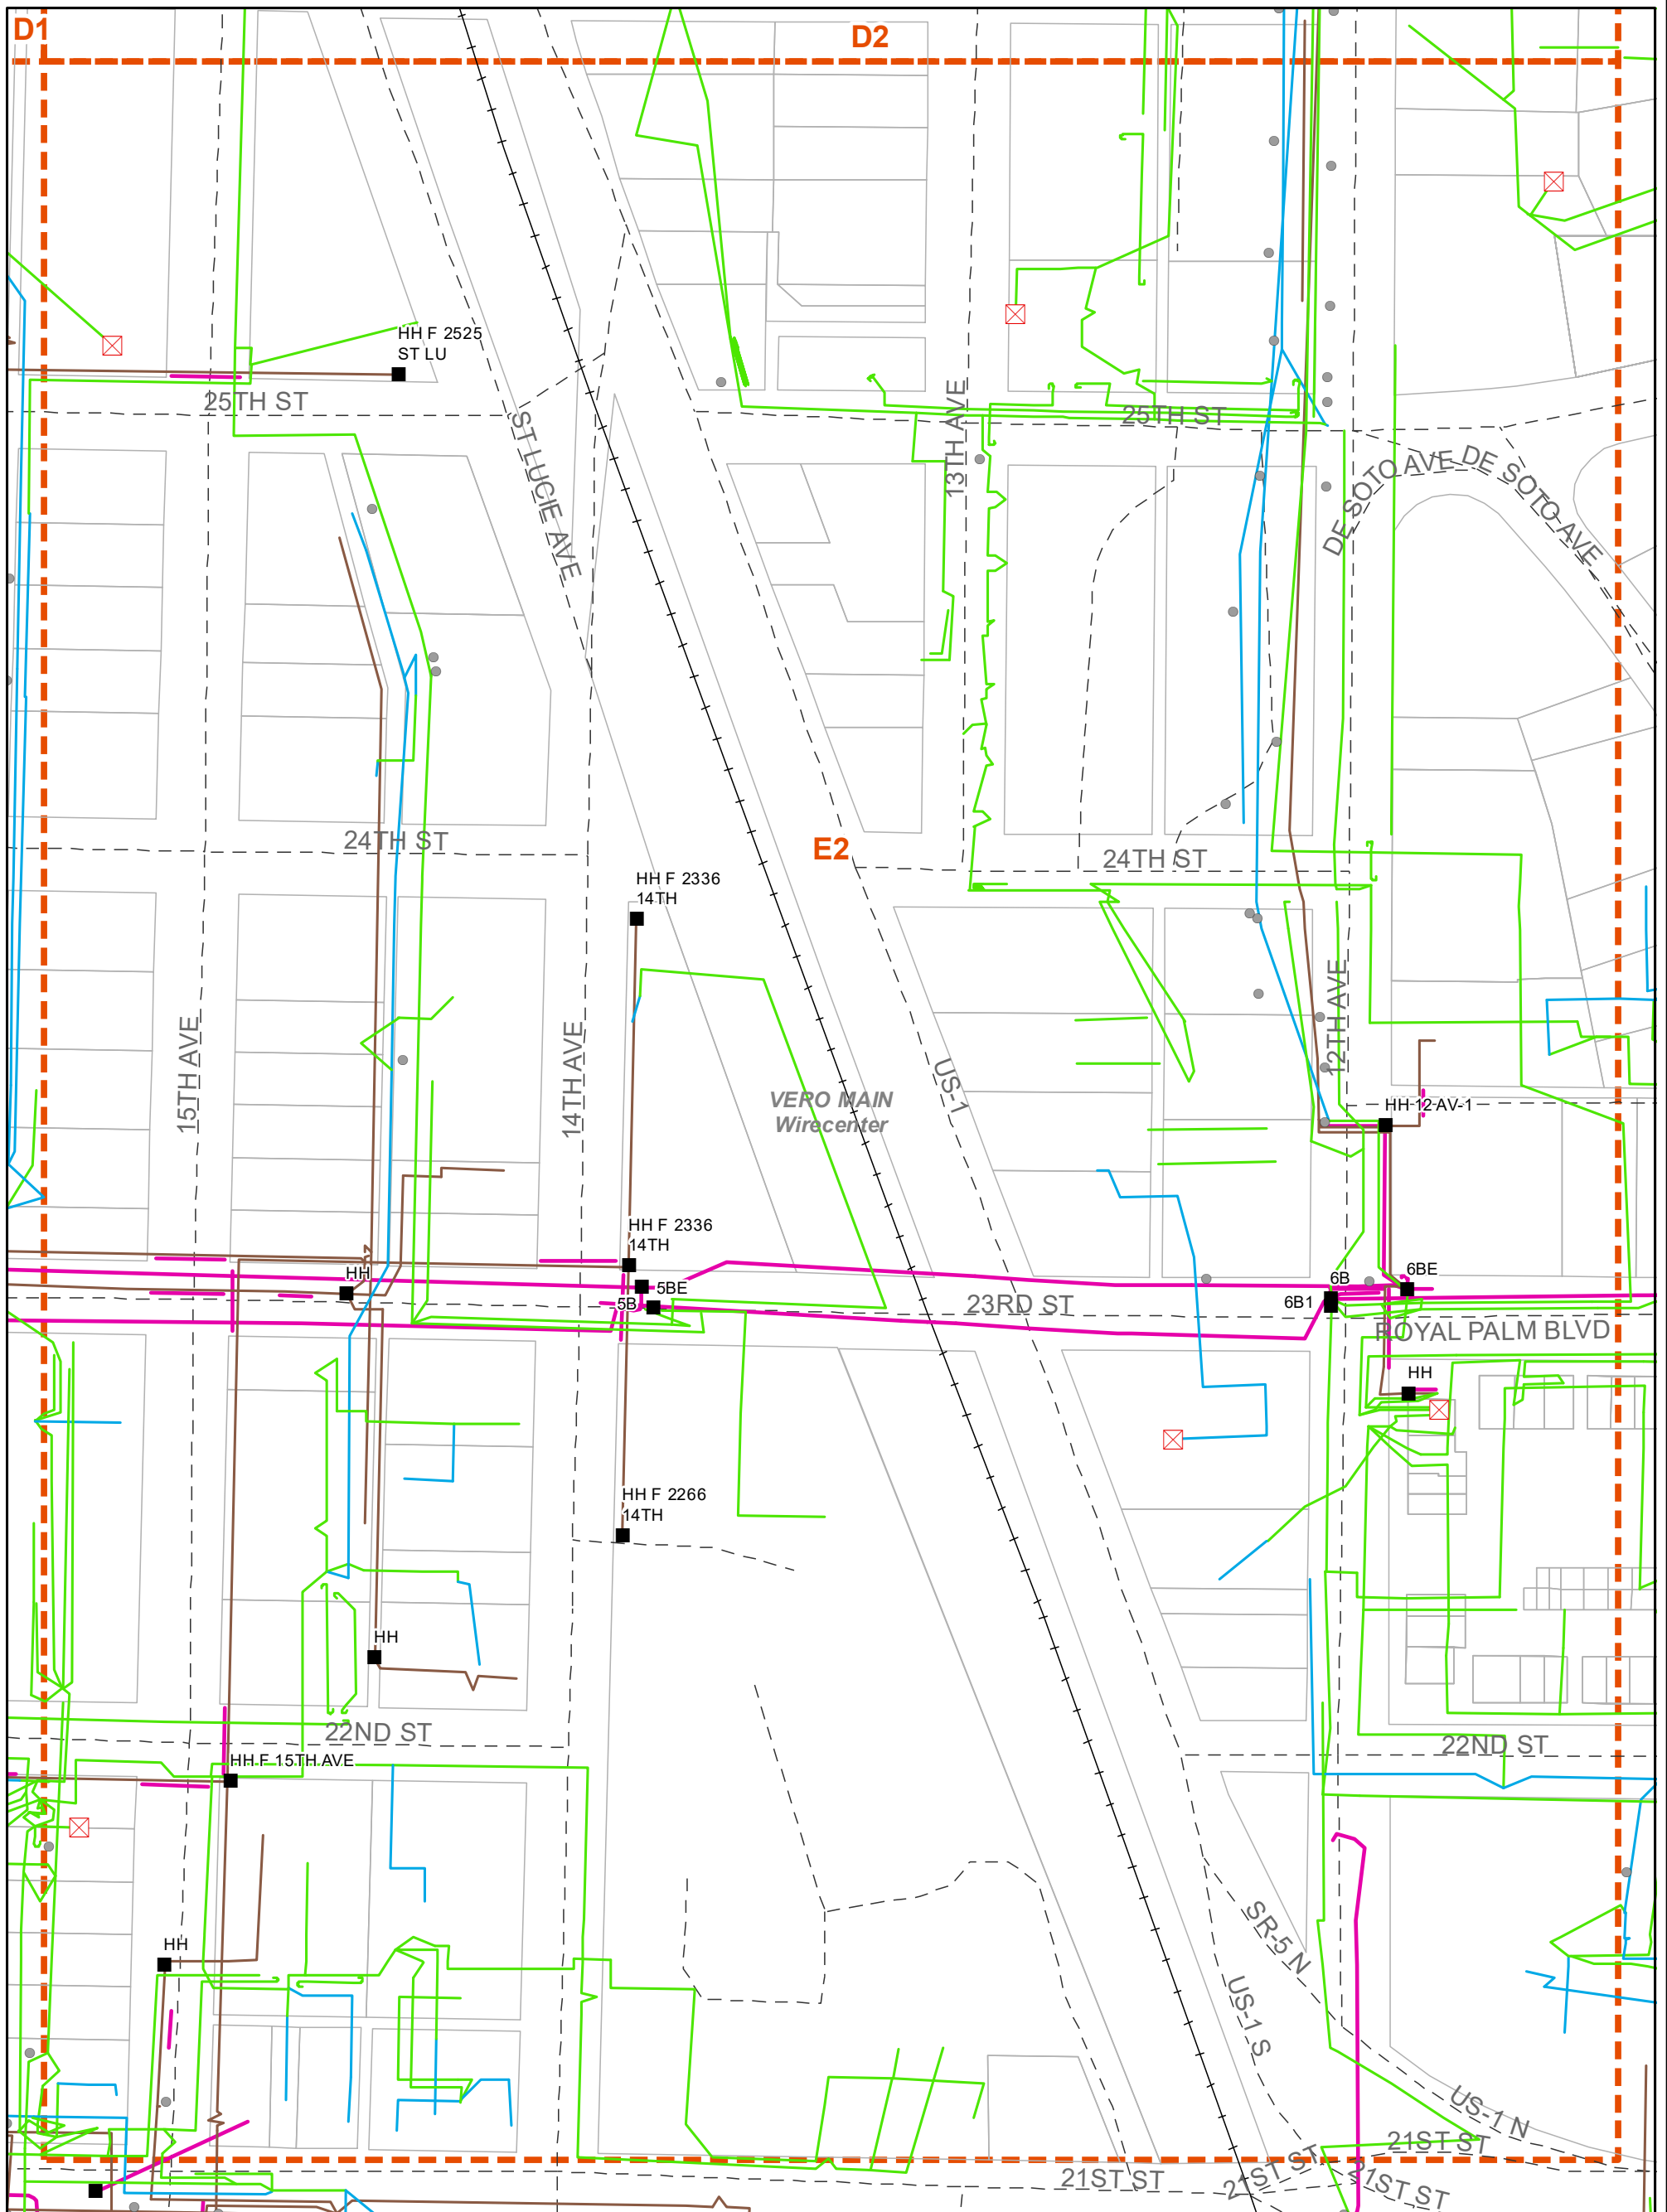 D1
D2
HH F 2525
ST LU
25TH ST
ST LUCIE AVE
13TH AVE
25TH ST
DE SOTO AVE
DE SOTO AVE
24TH ST
E2
24TH ST
HH F 2336
14TH
15TH AVE
14TH AVE
VERO MAIN
Wirecenter
US-1
12TH AVE
HH 12 AV-1
HH F 2336
14TH
HH
5BE
5B
23RD ST
6B
6BE
6B1
ROYAL PALM BLVD
HH
HH F 2266
14TH
HH
22ND ST
22ND ST
HH F 15TH AVE
HH
SR-5 N
US-1 S
US-1 N
21ST ST
21ST ST
21ST ST
21ST ST